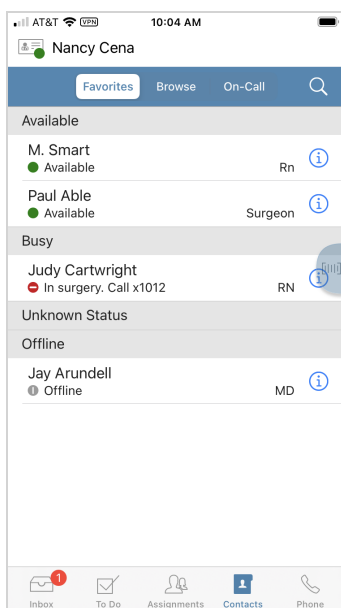 AT&T VPN 10:04 AM
Nancy Cena
Favorites Browse On-Call
Available
M. Smart
Available Rn
Paul Able
Available Surgeon
Busy
Judy Cartwright
In surgery. Call x1012 RN
Unknown Status
Offline
Jay Arundell
Offline MD
1
Inbox To Do Assignments Contacts Phone